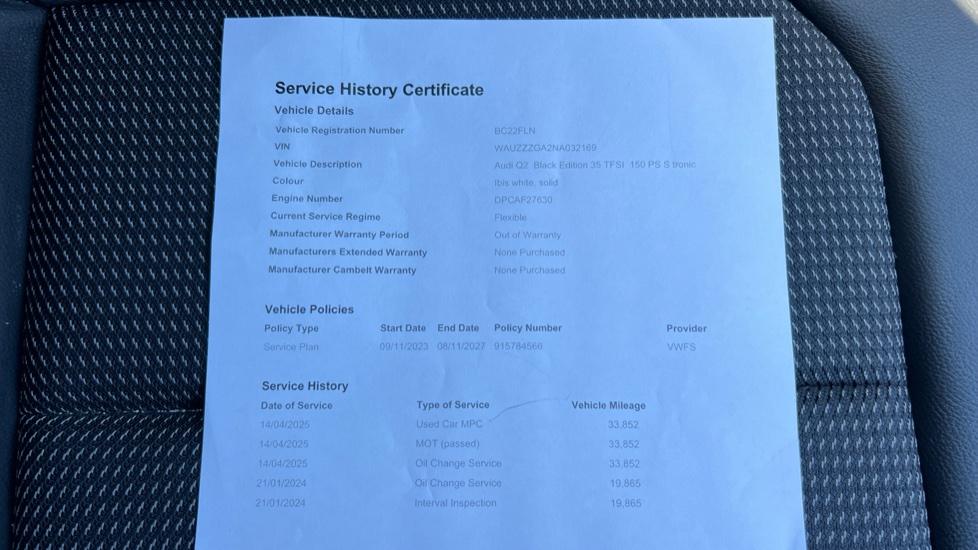 Service History Certificate
Vehicle Details
Vehicle Registration Number BC22FLN
VIN WAUZZZGA2NA032169
Vehicle Description Audi Q2 Black Edition 35 TFSI 150 PS S tronic
Colour Ibis white, solid
Engine Number DPCAF27630
Current Service Regime Flexible
Manufacturer Warranty Period Out of Warranty
Manufacturers Extended Warranty None Purchased
Manufacturer Cambelt Warranty None Purchased
Vehicle Policies
Policy Type Start Date End Date Policy Number Provider
Service Plan 09/11/2023 08/11/2027 915784566 VWFS
Service History
Date of Service Type of Service Vehicle Mileage
14/04/2025 Used Car MPC 33,852
14/04/2025 MOT (passed) 33,852
14/04/2025 Oil Change Service 33,852
21/01/2024 Oil Change Service 19,865
21/01/2024 Interval Inspection 19,865